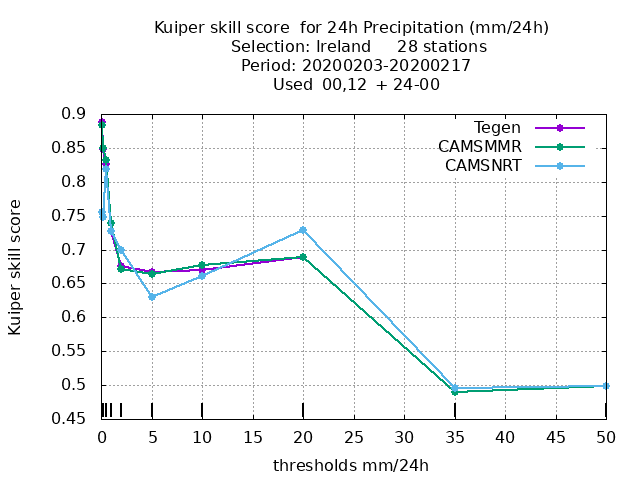 Kuiper skill score  for 24h Precipitation (mm/24h)
Selection: Ireland     28 stations
Period: 20200203-20200217
Used  00,12  + 24-00
Tegen
CAMSMMR
CAMSNRT
0.9
0.85
0.8
0.75
0.7
0.65
0.6
0.55
0.5
0.45
Kuiper skill score
0 5 10 15 20 25 30 35 40 45 50
thresholds mm/24h